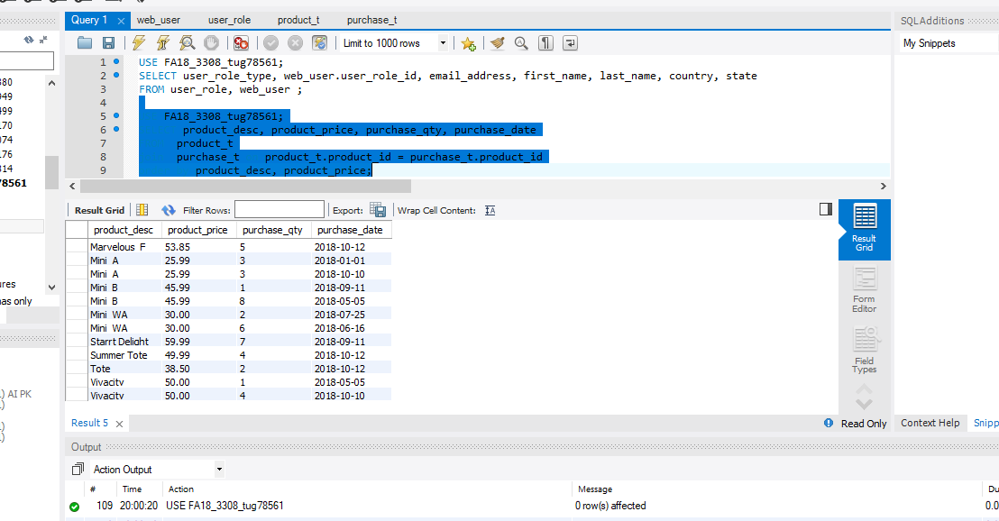 Query 1 web_user user_role product_t purchase_t SQLAdditions
Limit to 1000 rows My Snippets
1 USE FA18_3308_tug78561;
2 SELECT user_role_type, web_user.user_role_id, email_address, first_name, last_name, country, state
3 FROM user_role, web_user ;
4
5 FA18_3308_tug78561;
6 product_desc, product_price, purchase_qty, purchase_date
7 product_t
8 purchase_t product_t.product_id = purchase_t.product_id
9 product_desc, product_price;
380
949
499
170
074
176
314
78561
ures
nas only
Result Grid Filter Rows: Export: Wrap Cell Content:
product_desc product_price purchase_qty purchase_date
Marvelous F 53.85 5 2018-10-12
Mini A 25.99 3 2018-01-01
Mini A 25.99 3 2018-10-10
Mini B 45.99 1 2018-09-11
Mini B 45.99 8 2018-05-05
Mini WA 30.00 2 2018-07-25
Mini WA 30.00 6 2018-06-16
Starrt Delight 59.99 7 2018-09-11
Summer Tote 49.99 4 2018-10-12
Tote 38.50 2 2018-10-12
Vivacity 50.00 1 2018-05-05
Vivacity 50.00 4 2018-10-10
Result
Grid
Form
Editor
Field
Types
) AI PK
Result 5 Read Only Context Help Snipp
Output
Action Output
# Time Action Message Du
109 20:00:20 USE FA18_3308_tug78561 0 row(s) affected 0.0